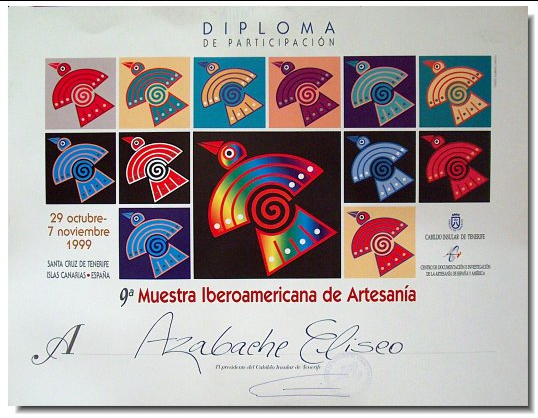 DIPLOMA
DE PARTICIPACIÓN
29 octubre-
7 noviembre
1999
SANTA CRUZ DE TENERIFE
ISLAS CANARIAS • ESPAÑA
CABILDO INSULAR DE TENERIFE
CENTRO DE DOCUMENTACIÓN E INVESTIGACIÓN
DE LA ARTESANÍA DE ESPAÑA Y AMÉRICA
9ª Muestra Iberoamericana de Artesanía
A Azabache Eliseo
El presidente del Cabildo Insular de Tenerife